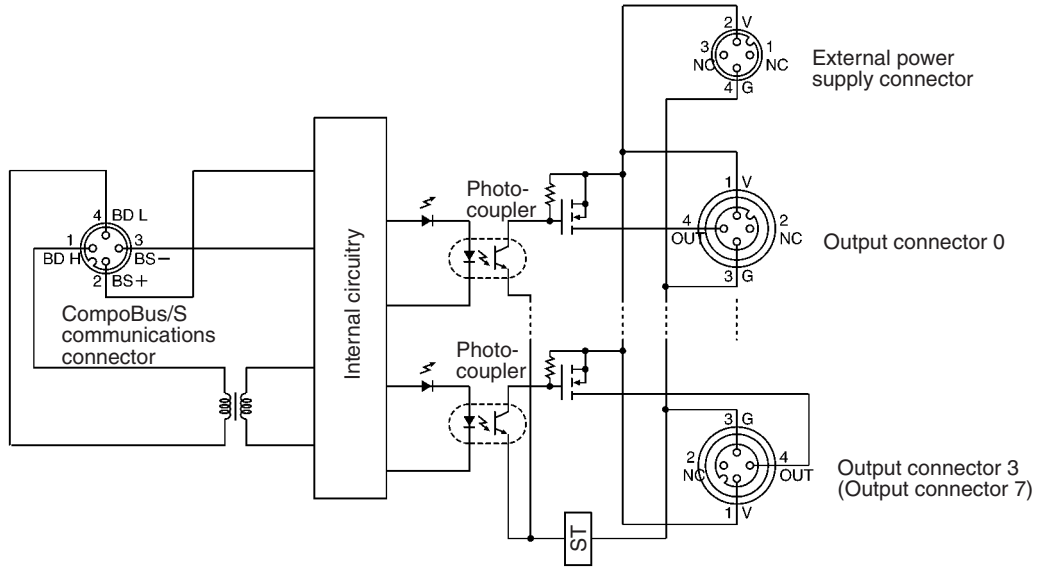 2 V
3
NC
1
NC
4 G
External power
supply connector
Photo-
coupler
1 V
4
OUT
2
NC
3 G
Output connector 0
4 BD L
1
BD H
3
BS−
2 BS+
CompoBus/S
communications
connector
Internal circuitry
Photo-
coupler
3 G
2
NC
4
OUT
1 V
Output connector 3
(Output connector 7)
ST